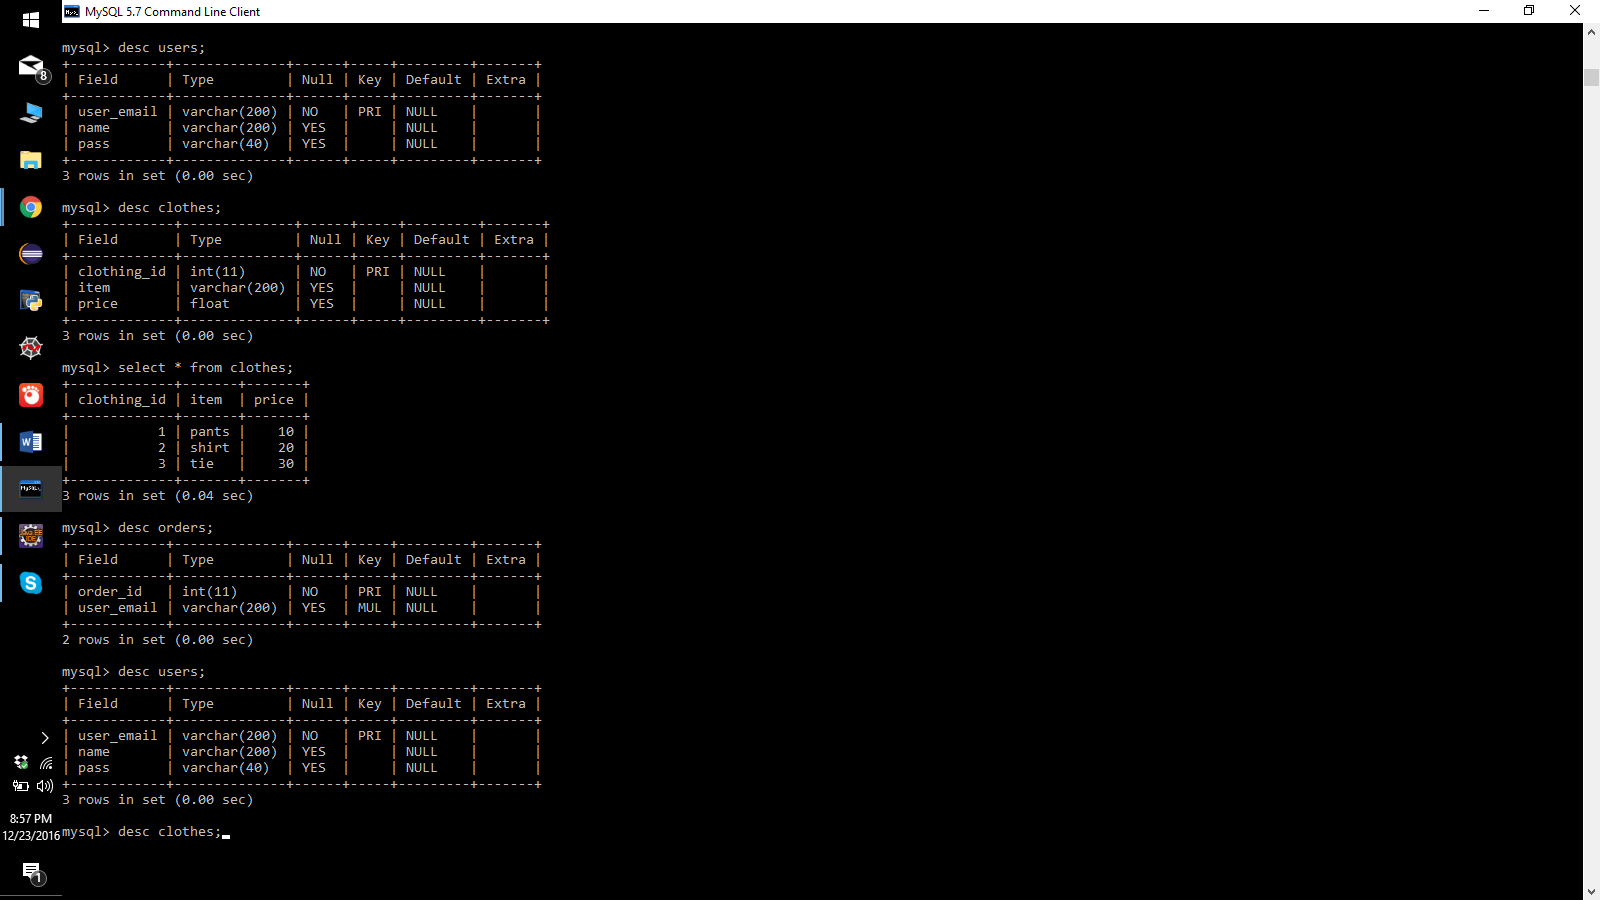 MySQL 5.7 Command Line Client
mysql> desc users;
+------------+--------------+------+-----+---------+-------+
| Field      | Type         | Null | Key | Default | Extra |
+------------+--------------+------+-----+---------+-------+
| user_email | varchar(200) | NO   | PRI | NULL    |       |
| name       | varchar(200) | YES  |     | NULL    |       |
| pass       | varchar(40)  | YES  |     | NULL    |       |
+------------+--------------+------+-----+---------+-------+
3 rows in set (0.00 sec)
mysql> desc clothes;
+-------------+--------------+------+-----+---------+-------+
| Field       | Type         | Null | Key | Default | Extra |
+-------------+--------------+------+-----+---------+-------+
| clothing_id | int(11)      | NO   | PRI | NULL    |       |
| item        | varchar(200) | YES  |     | NULL    |       |
| price       | float        | YES  |     | NULL    |       |
+-------------+--------------+------+-----+---------+-------+
3 rows in set (0.00 sec)
mysql> select * from clothes;
+-------------+-------+-------+
| clothing_id | item  | price |
+-------------+-------+-------+
|           1 | pants |    10 |
|           2 | shirt |    20 |
|           3 | tie   |    30 |
+-------------+-------+-------+
3 rows in set (0.04 sec)
mysql> desc orders;
+------------+--------------+------+-----+---------+-------+
| Field      | Type         | Null | Key | Default | Extra |
+------------+--------------+------+-----+---------+-------+
| order_id   | int(11)      | NO   | PRI | NULL    |       |
| user_email | varchar(200) | YES  | MUL | NULL    |       |
+------------+--------------+------+-----+---------+-------+
2 rows in set (0.00 sec)
mysql> desc users;
+------------+--------------+------+-----+---------+-------+
| Field      | Type         | Null | Key | Default | Extra |
+------------+--------------+------+-----+---------+-------+
| user_email | varchar(200) | NO   | PRI | NULL    |       |
| name       | varchar(200) | YES  |     | NULL    |       |
| pass       | varchar(40)  | YES  |     | NULL    |       |
+------------+--------------+------+-----+---------+-------+
3 rows in set (0.00 sec)
mysql> desc clothes;
8
W
S
8:57 PM
12/23/2016
1